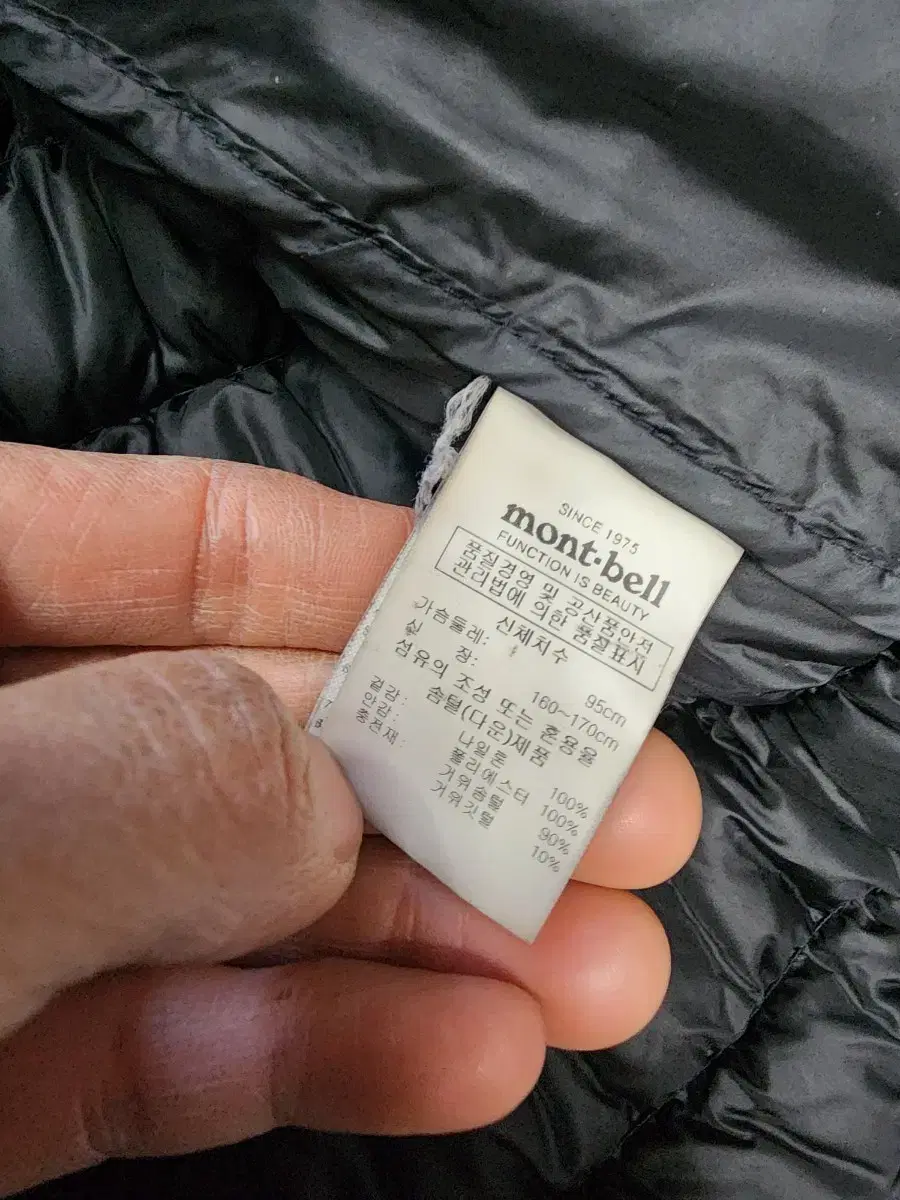 SINCE 1975
mont·bell
FUNCTION IS BEAUTY
품질경영 및 공산품안전
관리법에 의한 품질표시
신체치수
가슴둘레: 95cm
신 장: 160~170cm
섬유의 조성 또는 혼용율
솜털(다운)제품
겉감: 나일론 100%
안감: 폴리에스터 100%
충전재: 거위솜털 90%
거위깃털 10%